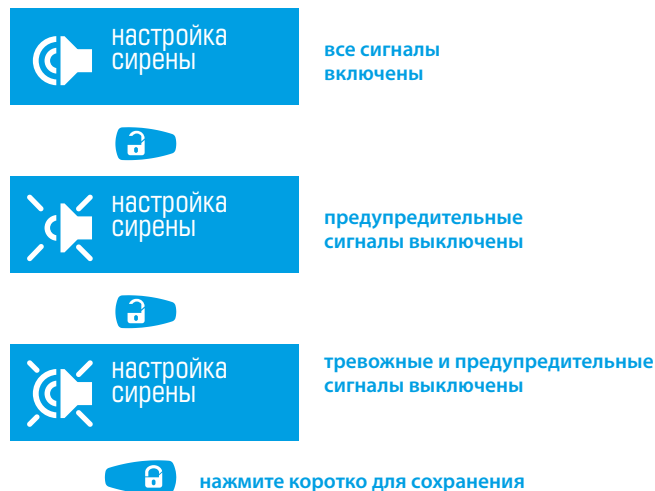 настройка
сирены
все сигналы
включены
настройка
сирены
предупредительные
сигналы выключены
настройка
сирены
тревожные и предупредительные
сигналы выключены
нажмите коротко для сохранения